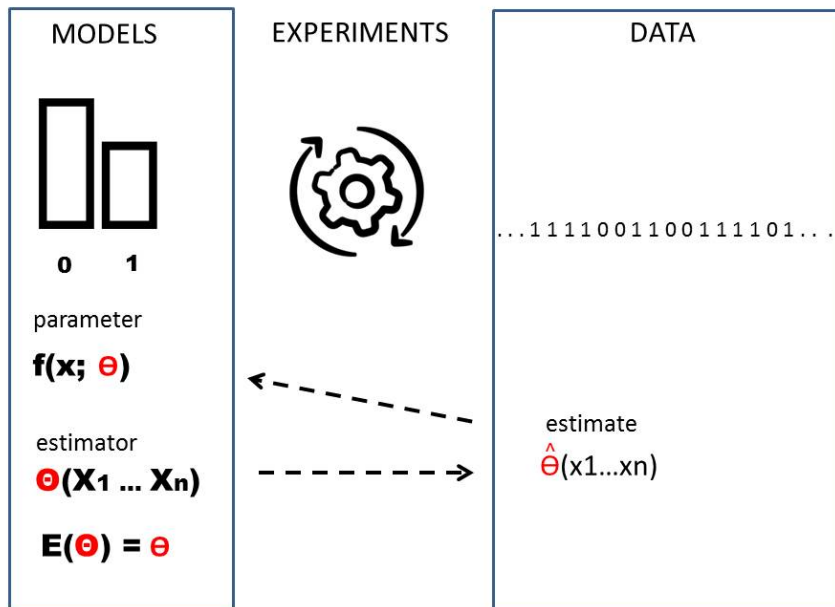 MODELS
EXPERIMENTS
DATA
0 1
...1111001100111101...
parameter
f(x; Ɵ)
estimator
Ɵ(X1 ... Xn)
E(Ɵ) = ɵ
estimate
^
Ɵ(x1...xn)